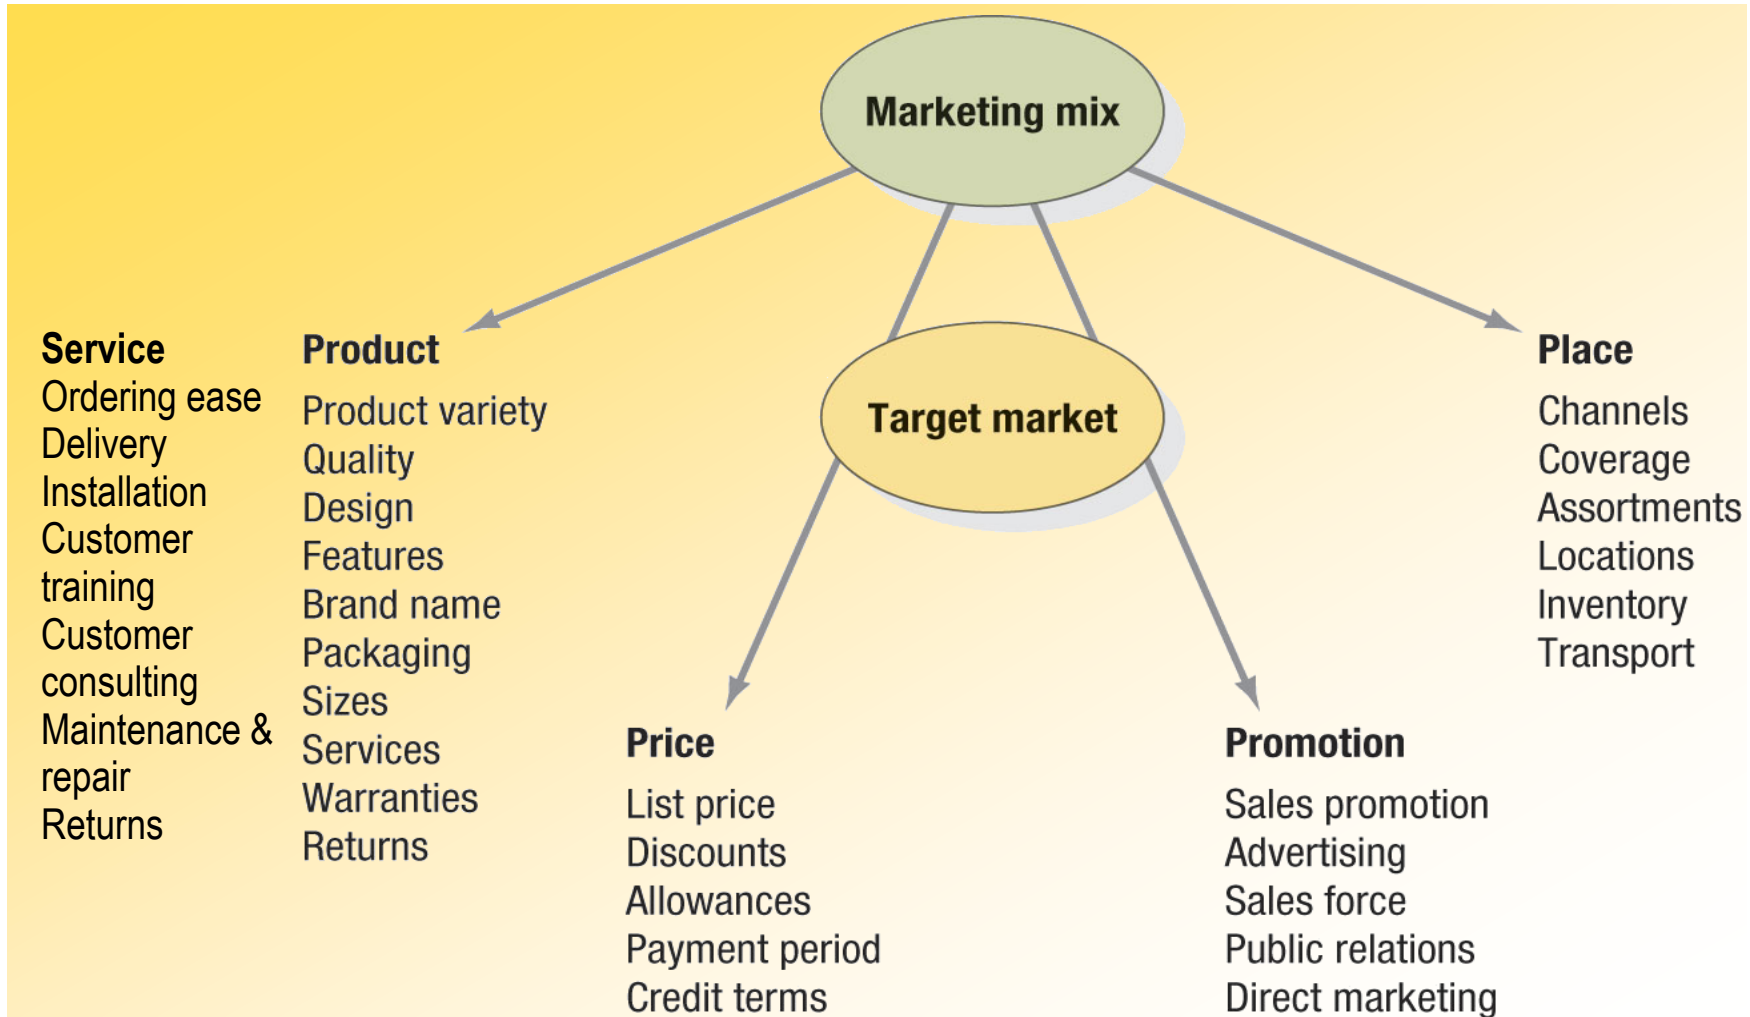 Marketing mix
Target market
Service
Ordering ease
Delivery
Installation
Customer
training
Customer
consulting
Maintenance &
repair
Returns
Product
Product variety
Quality
Design
Features
Brand name
Packaging
Sizes
Services
Warranties
Returns
Price
List price
Discounts
Allowances
Payment period
Credit terms
Promotion
Sales promotion
Advertising
Sales force
Public relations
Direct marketing
Place
Channels
Coverage
Assortments
Locations
Inventory
Transport